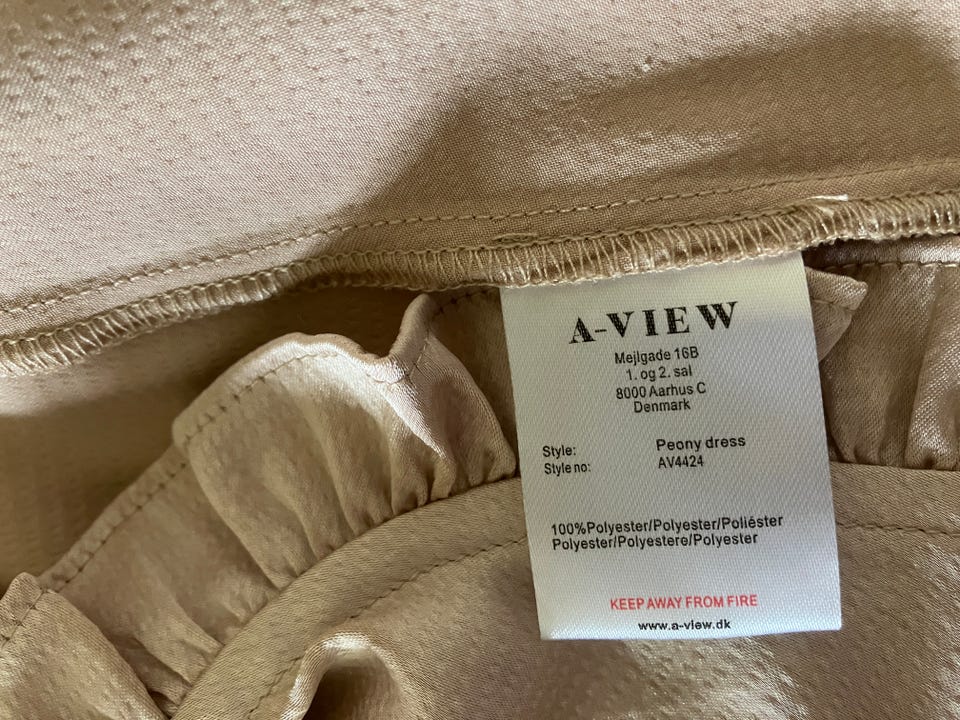 A-VIEW
Mejlgade 16B
1. og 2. sal
8000 Aarhus C
Denmark
Style: Peony dress
Style no: AV4424
100%Polyester/Polyester/Poliéster
Polyester/Polyestere/Polyester
KEEP AWAY FROM FIRE
www.a-view.dk